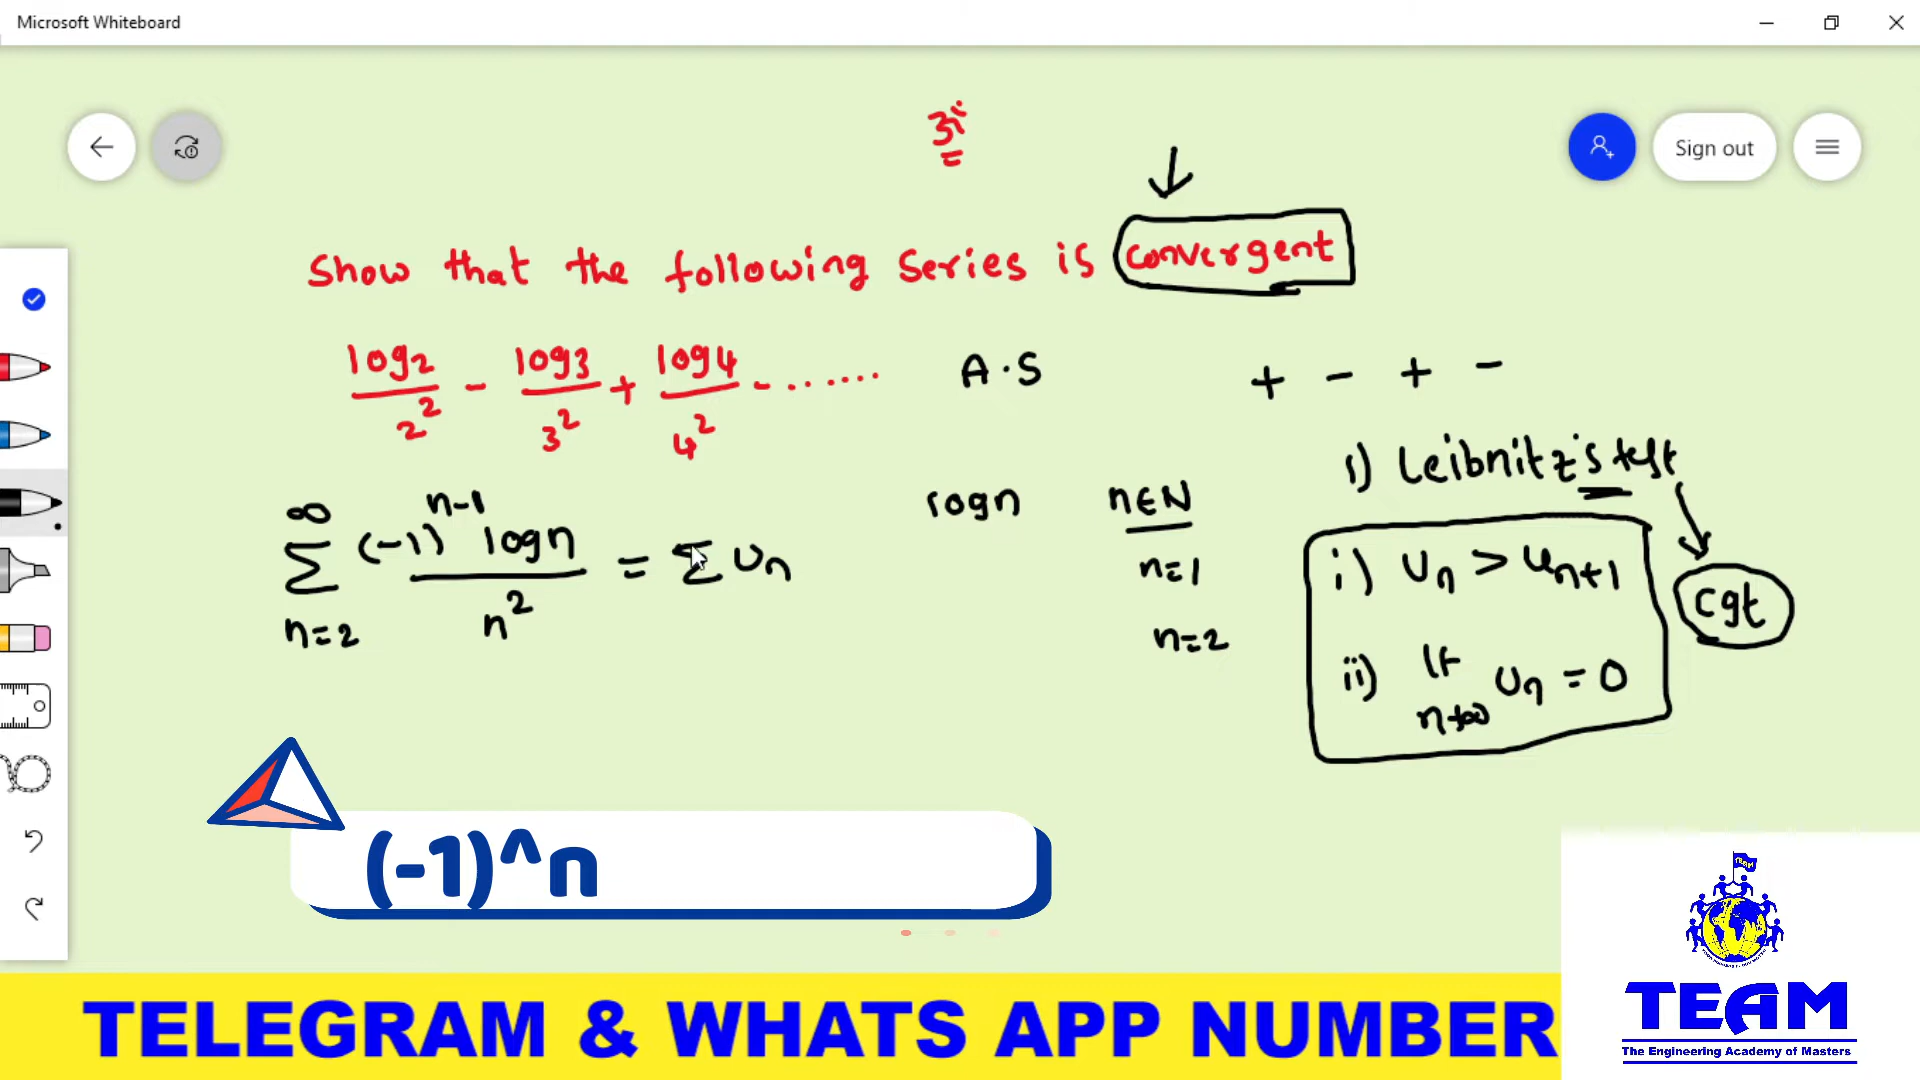 Microsoft Whiteboard
Sign out
Show that the following series is convergent
log2/2² - log3/3² + log4/4² - ....... A.S + - + -
i) Leibnitz's test
∞ Σ n=2 (-1)^n-1 logn / n² = Σ Un
logn n∈N
n=1
n=2
i) Un > Un+1
cgt
ii) lt n→∞ Un = 0
(-1)^n
TELEGRAM & WHATS APP NUMBER
TEAM
TEAM
The Engineering Academy of Masters